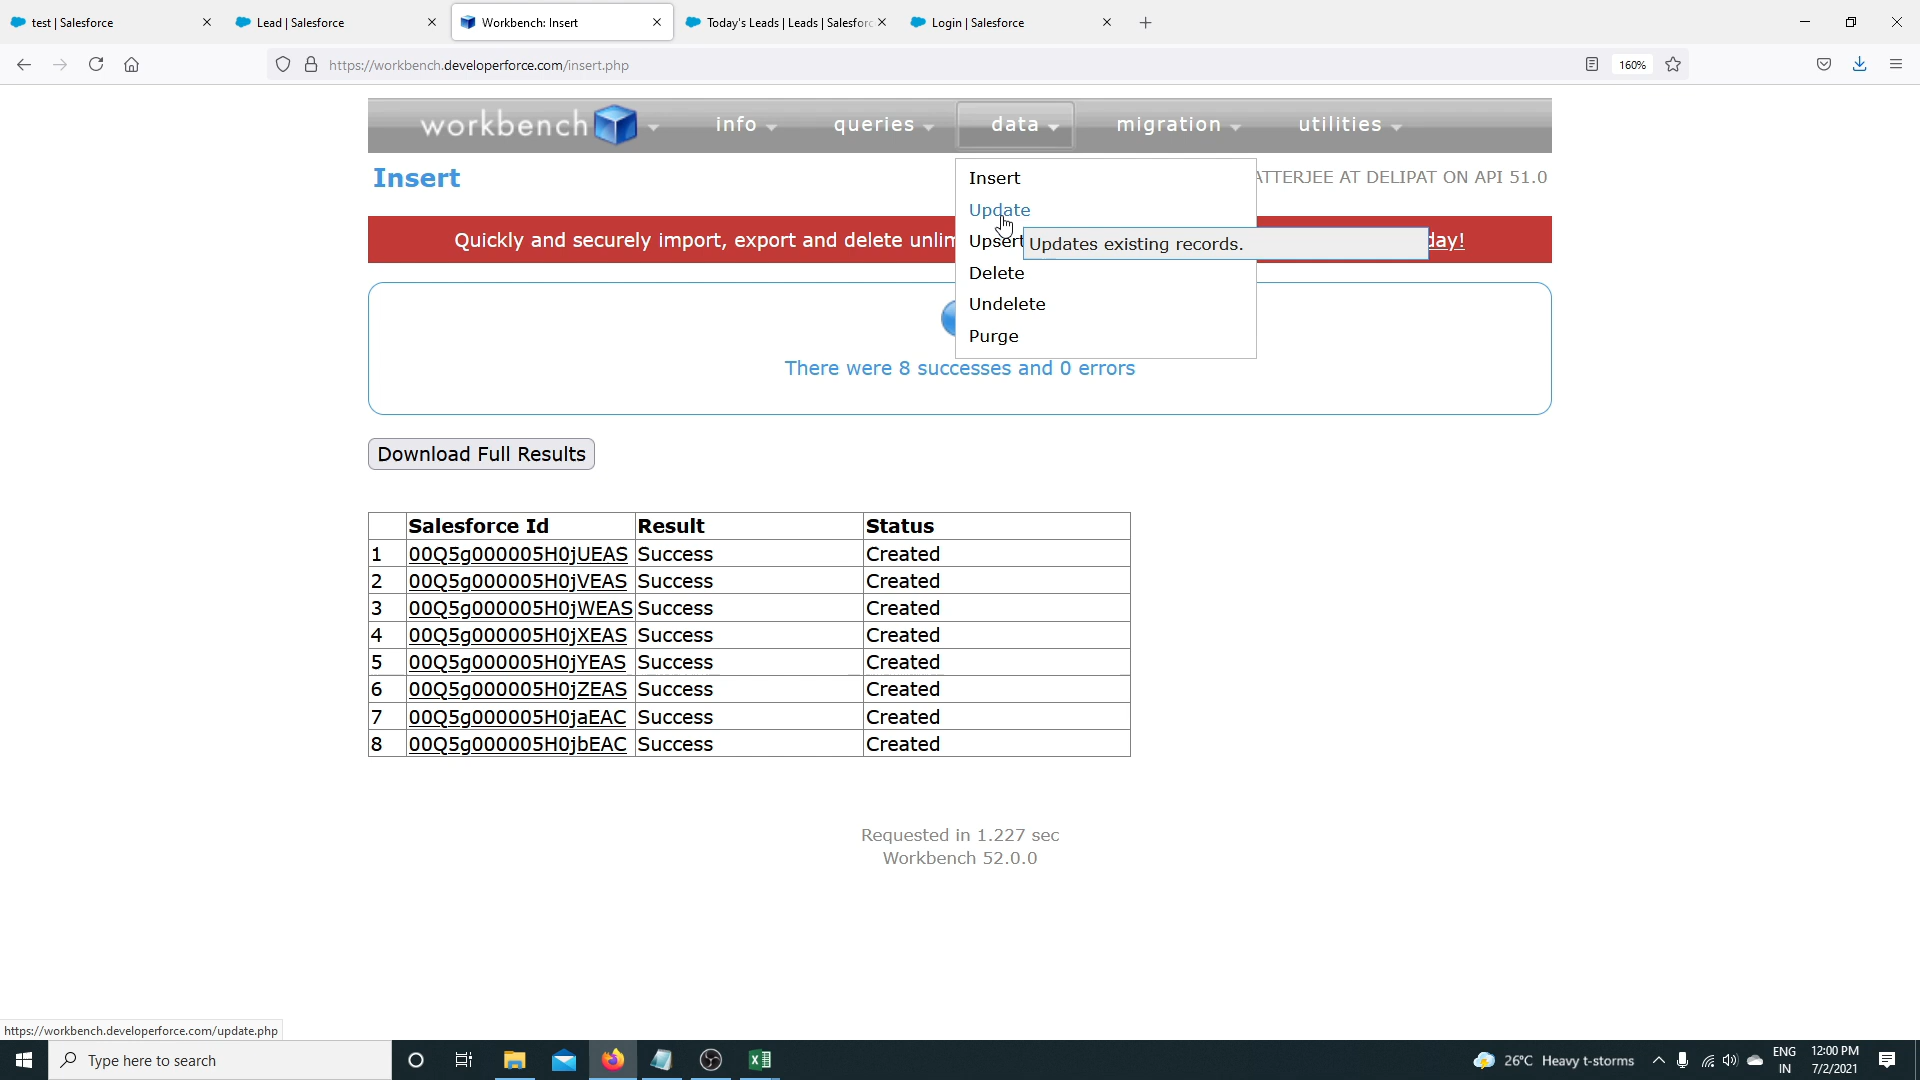 test | Salesforce
Lead | Salesforce
Workbench: Insert
Today's Leads | Leads | Salesforc
Login | Salesforce
https://workbench.developerforce.com/insert.php
160%
workbench
info
queries
data
migration
utilities
Insert
ATTERJEE AT DELIPAT ON API 51.0
Insert
Update
Upsert
Updates existing records.
Delete
Undelete
Purge
Quickly and securely import, export and delete unlim
day!
There were 8 successes and 0 errors
Download Full Results
Salesforce Id Result Status
1 00Q5g000005H0jUEAS Success Created
2 00Q5g000005H0jVEAS Success Created
3 00Q5g000005H0jWEAS Success Created
4 00Q5g000005H0jXEAS Success Created
5 00Q5g000005H0jYEAS Success Created
6 00Q5g000005H0jZEAS Success Created
7 00Q5g000005H0jaEAC Success Created
8 00Q5g000005H0jbEAC Success Created
Requested in 1.227 sec
Workbench 52.0.0
https://workbench.developerforce.com/update.php
Type here to search
26°C Heavy t-storms
ENG
IN
12:00 PM
7/2/2021